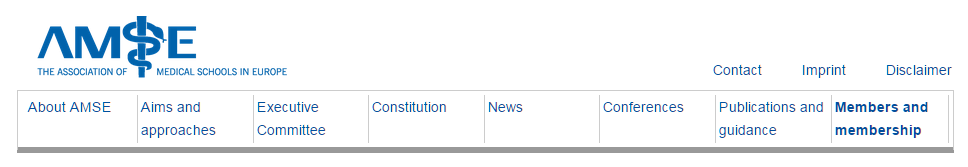 AMSE
THE ASSOCIATION OF MEDICAL SCHOOLS IN EUROPE
Contact Imprint Disclaimer
About AMSE
Aims and
approaches
Executive
Committee
Constitution
News
Conferences
Publications and
guidance
Members and
membership